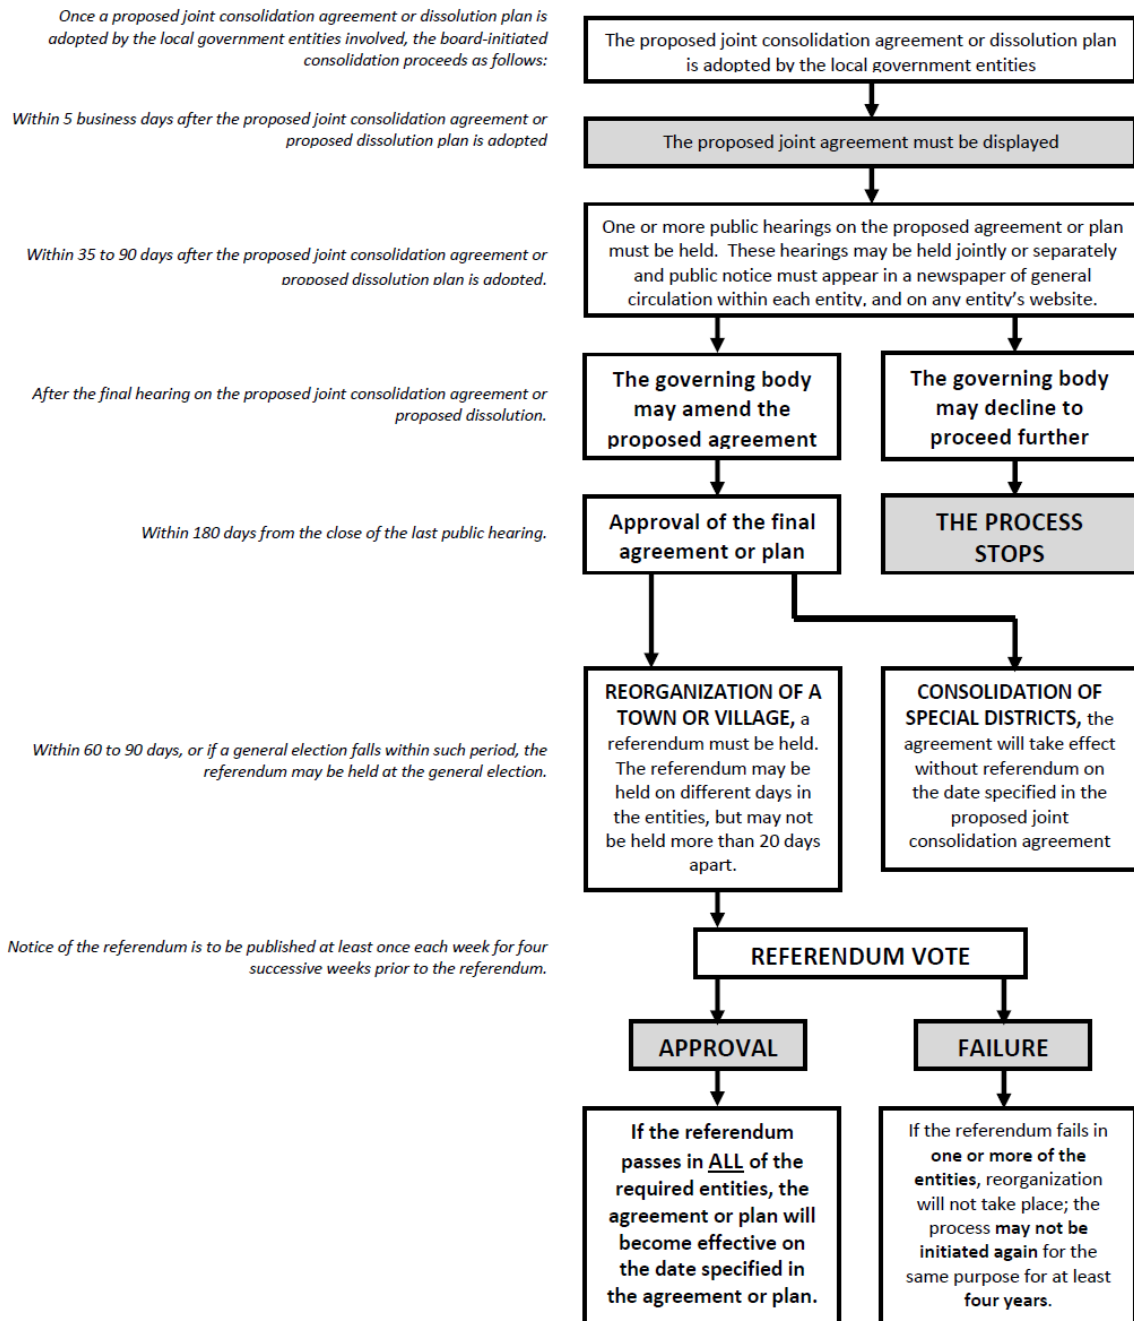 Once a proposed joint consolidation agreement or dissolution plan is
adopted by the local government entities involved, the board-initiated
consolidation proceeds as follows:
The proposed joint consolidation agreement or dissolution plan
is adopted by the local government entities
Within 5 business days after the proposed joint consolidation agreement or
proposed dissolution plan is adopted
The proposed joint agreement must be displayed
Within 35 to 90 days after the proposed joint consolidation agreement or
proposed dissolution plan is adopted.
One or more public hearings on the proposed agreement or plan
must be held.  These hearings may be held jointly or separately
and public notice must appear in a newspaper of general
circulation within each entity, and on any entity's website.
After the final hearing on the proposed joint consolidation agreement or
proposed dissolution.
The governing body
may amend the
proposed agreement
The governing body
may decline to
proceed further
Within 180 days from the close of the last public hearing.
Approval of the final
agreement or plan
THE PROCESS
STOPS
Within 60 to 90 days, or if a general election falls within such period, the
referendum may be held at the general election.
REORGANIZATION OF A
TOWN OR VILLAGE, a
referendum must be held.
The referendum may be
held on different days in
the entities, but may not
be held more than 20 days
apart.
CONSOLIDATION OF
SPECIAL DISTRICTS, the
agreement will take effect
without referendum on
the date specified in the
proposed joint
consolidation agreement
Notice of the referendum is to be published at least once each week for four
successive weeks prior to the referendum.
REFERENDUM VOTE
APPROVAL
FAILURE
If the referendum
passes in ALL of the
required entities, the
agreement or plan will
become effective on
the date specified in
the agreement or plan.
If the referendum fails in
one or more of the
entities, reorganization
will not take place; the
process may not be
initiated again for the
same purpose for at least
four years.